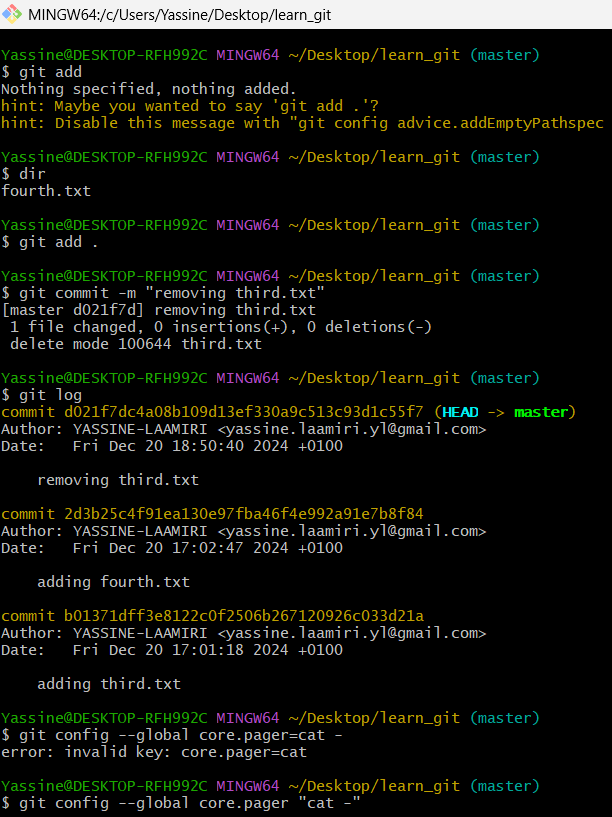 MINGW64:/c/Users/Yassine/Desktop/learn_git
Yassine@DESKTOP-RFH992C MINGW64 ~/Desktop/learn_git (master)
$ git add
Nothing specified, nothing added.
hint: Maybe you wanted to say 'git add .'?
hint: Disable this message with "git config advice.addEmptyPathspec
Yassine@DESKTOP-RFH992C MINGW64 ~/Desktop/learn_git (master)
$ dir
fourth.txt
Yassine@DESKTOP-RFH992C MINGW64 ~/Desktop/learn_git (master)
$ git add .
Yassine@DESKTOP-RFH992C MINGW64 ~/Desktop/learn_git (master)
$ git commit -m "removing third.txt"
[master d021f7d] removing third.txt
 1 file changed, 0 insertions(+), 0 deletions(-)
 delete mode 100644 third.txt
Yassine@DESKTOP-RFH992C MINGW64 ~/Desktop/learn_git (master)
$ git log
commit d021f7dc4a08b109d13ef330a9c513c93d1c55f7 (HEAD -> master)
Author: YASSINE-LAAMIRI <yassine.laamiri.yl@gmail.com>
Date:   Fri Dec 20 18:50:40 2024 +0100
    removing third.txt
commit 2d3b25c4f91ea130e97fba46f4e992a91e7b8f84
Author: YASSINE-LAAMIRI <yassine.laamiri.yl@gmail.com>
Date:   Fri Dec 20 17:02:47 2024 +0100
    adding fourth.txt
commit b01371dff3e8122c0f2506b267120926c033d21a
Author: YASSINE-LAAMIRI <yassine.laamiri.yl@gmail.com>
Date:   Fri Dec 20 17:01:18 2024 +0100
    adding third.txt
Yassine@DESKTOP-RFH992C MINGW64 ~/Desktop/learn_git (master)
$ git config --global core.pager=cat -
error: invalid key: core.pager=cat
Yassine@DESKTOP-RFH992C MINGW64 ~/Desktop/learn_git (master)
$ git config --global core.pager "cat -"